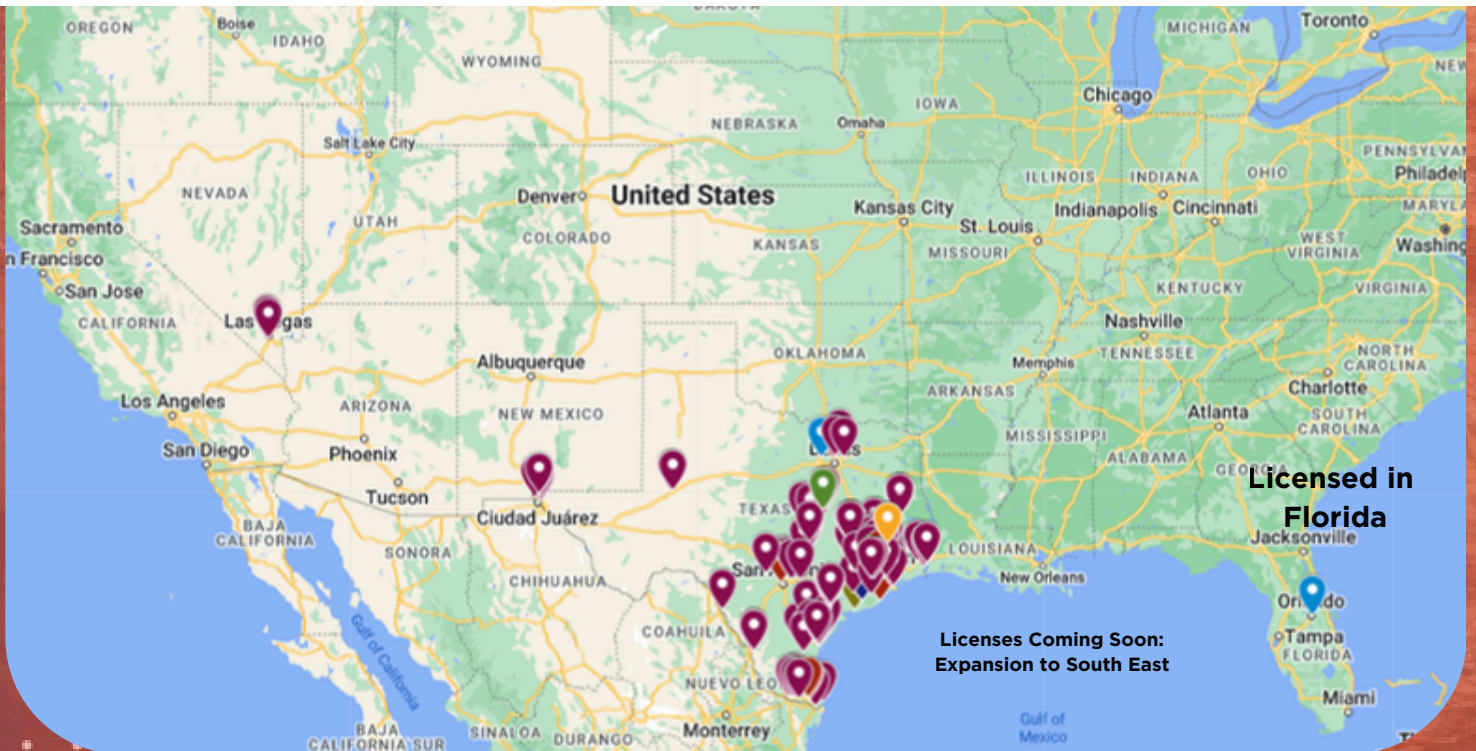 OREGON
Boise
IDAHO
WYOMING
MICHIGAN
Toronto
IOWA
Chicago
NEBRASKA
Omaha
Salt Lake City
NEVADA
UTAH
Denver
United States
COLORADO
ILLINOIS
INDIANA
OHIO
Indianapolis
Cincinnati
Kansas City
St. Louis
KANSAS
MISSOURI
WEST
VIRGINIA
Sacramento
n Francisco
San Jose
CALIFORNIA
KENTUCKY
VIRGINIA
Nashville
TENNESSEE
NORTH
CAROLINA
Charlotte
Albuquerque
OKLAHOMA
Memphis
ARKANSAS
Los Angeles
ARIZONA
NEW MEXICO
Atlanta
SOUTH
CAROLINA
San Diego
Phoenix
MISSISSIPPI
ALABAMA
Tucson
Licensed in
Florida
Ciudad Juárez
TEXAS
BAJA
CALIFORNIA
SONORA
CHIHUAHUA
LOUISIANA
Jacksonville
New Orleans
Gulf of California
COAHUILA
Licenses Coming Soon:
Expansion to South East
Tampa
FLORIDA
NUEVO LEO
Miami
BAJA
CALIFORNIA SUR
SINALOA
DURANGO
Monterrey
Gulf of
Mexico